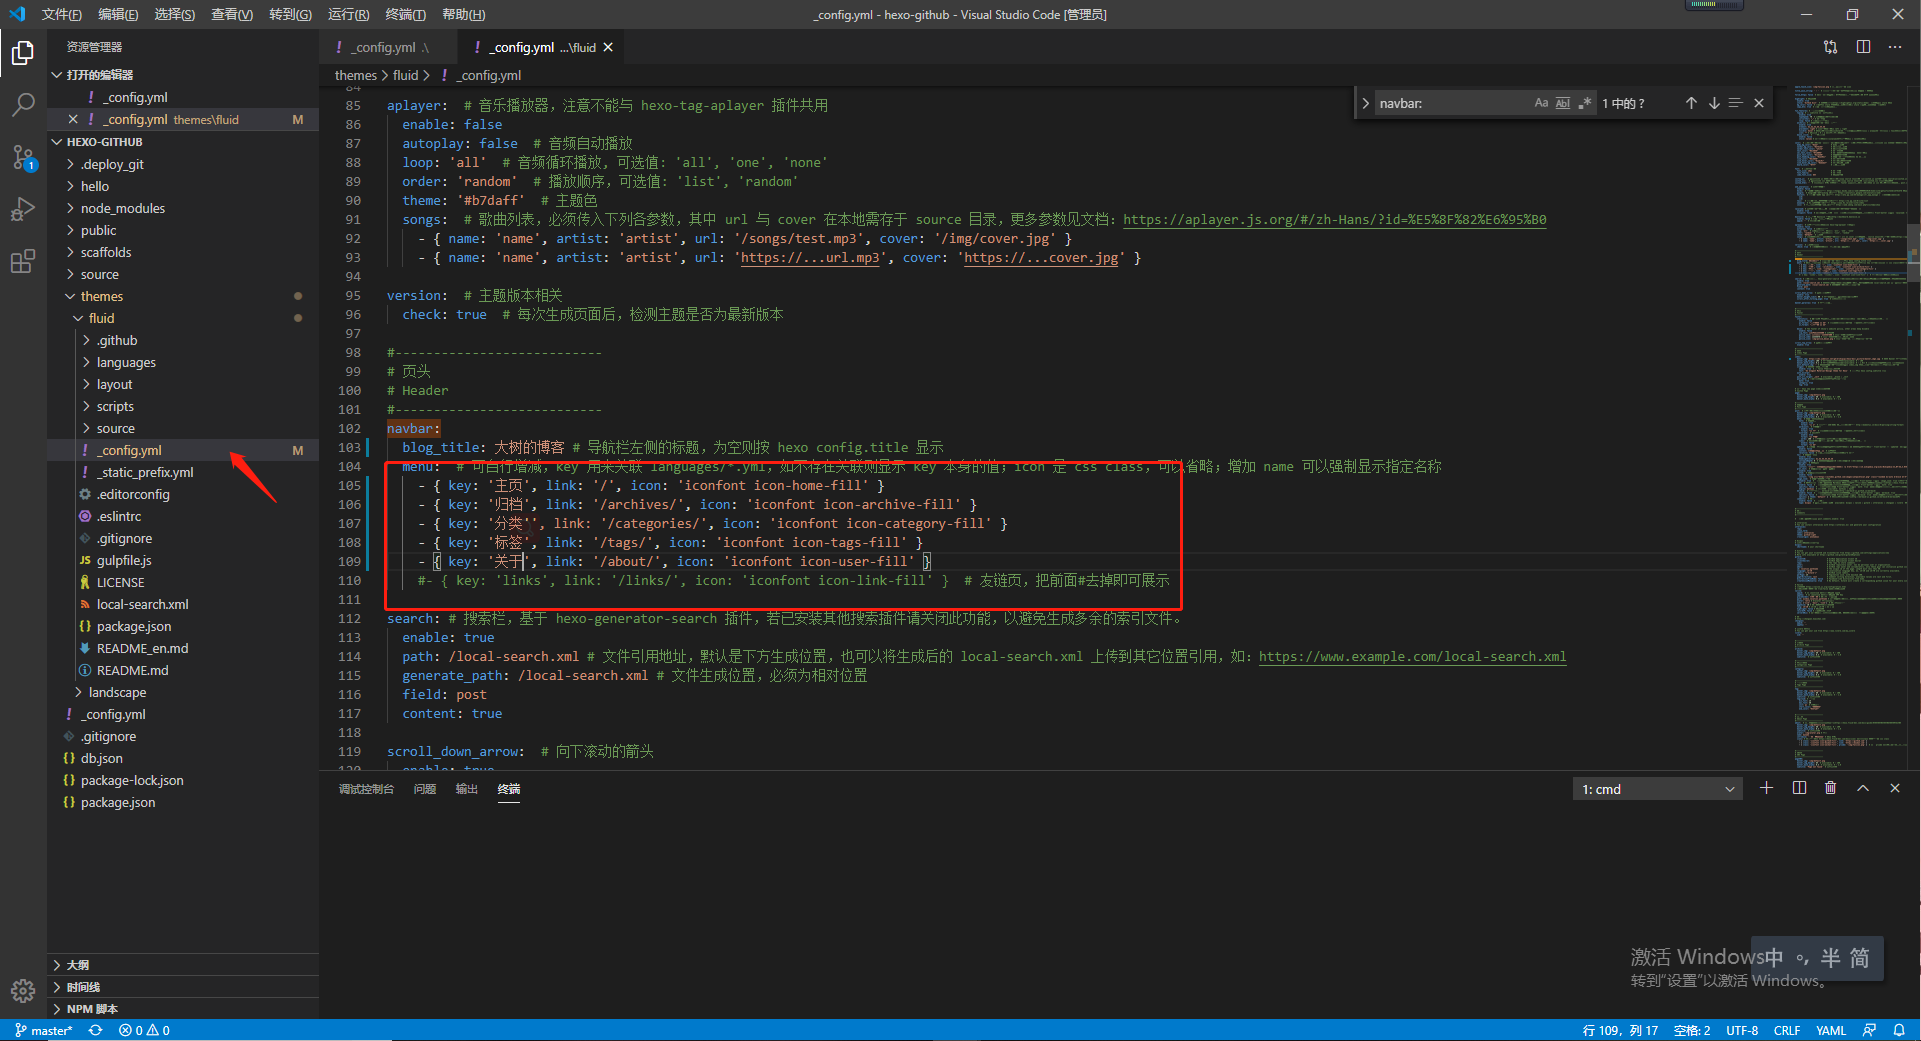 文件(F) 编辑(E) 选择(S) 查看(V) 转到(G) 运行(R) 终端(T) 帮助(H)
_config.yml - hexo-github - Visual Studio Code [管理员]
资源管理器
打开的编辑器
! _config.yml
! _config.yml themes\fluid M
HEXO-GITHUB
.deploy_git
hello
node_modules
public
scaffolds
source
themes
fluid
.github
languages
layout
scripts
source
! _config.yml M
! _static_prefix.yml
.editorconfig
.eslintrc
.gitignore
JS gulpfile.js
LICENSE
local-search.xml
{} package.json
README_en.md
README.md
landscape
! _config.yml
.gitignore
{} db.json
{} package-lock.json
{} package.json
大纲
时间线
NPM 脚本
1
! _config.yml .\
! _config.yml ...\fluid
themes > fluid > ! _config.yml
navbar: Aa Abl .* 1 中的 ?
84
85 aplayer: # 音乐播放器，注意不能与 hexo-tag-aplayer 插件共用
86 enable: false
87 autoplay: false # 音频自动播放
88 loop: 'all' # 音频循环播放, 可选值: 'all', 'one', 'none'
89 order: 'random' # 播放顺序，可选值: 'list', 'random'
90 theme: '#b7daff' # 主题色
91 songs: # 歌曲列表，必须传入下列各参数，其中 url 与 cover 在本地需存于 source 目录，更多参数见文档: https://aplayer.js.org/#/zh-Hans/?id=%E5%8F%82%E6%95%B0
92 - { name: 'name', artist: 'artist', url: '/songs/test.mp3', cover: '/img/cover.jpg' }
93 - { name: 'name', artist: 'artist', url: 'https://...url.mp3', cover: 'https://...cover.jpg' }
94
95 version: # 主题版本相关
96 check: true # 每次生成页面后，检测主题是否为最新版本
97
98 #---------------------------
99 # 页头
100 # Header
101 #---------------------------
102 navbar:
103 blog_title: 大树的博客 # 导航栏左侧的标题，为空则按 hexo config.title 显示
104 menu: # 可自行增减，key 用来关联 languages/*.yml，如不存在关联则显示 key 本身的值；icon 是 css class，可以省略；增加 name 可以强制显示指定名称
105 - { key: '主页', link: '/', icon: 'iconfont icon-home-fill' }
106 - { key: '归档', link: '/archives/', icon: 'iconfont icon-archive-fill' }
107 - { key: '分类'', link: '/categories/', icon: 'iconfont icon-category-fill' }
108 - { key: '标签', link: '/tags/', icon: 'iconfont icon-tags-fill' }
109 - { key: '关于', link: '/about/', icon: 'iconfont icon-user-fill' }
110 #- { key: 'links', link: '/links/', icon: 'iconfont icon-link-fill' } # 友链页，把前面#去掉即可展示
111
112 search: # 搜索栏，基于 hexo-generator-search 插件，若已安装其他搜索插件请关闭此功能，以避免生成多余的索引文件。
113 enable: true
114 path: /local-search.xml # 文件引用地址，默认是下方生成位置，也可以将生成后的 local-search.xml 上传到其它位置引用，如: https://www.example.com/local-search.xml
115 generate_path: /local-search.xml # 文件生成位置，必须为相对位置
116 field: post
117 content: true
118
119 scroll_down_arrow: # 向下滚动的箭头
120 enable: true
调试控制台 问题 输出 终端
1: cmd
激活 Windows
转到"设置"以激活 Windows。
中 °, 半 简
master* 0 0
行 109，列 17 空格: 2 UTF-8 CRLF YAML